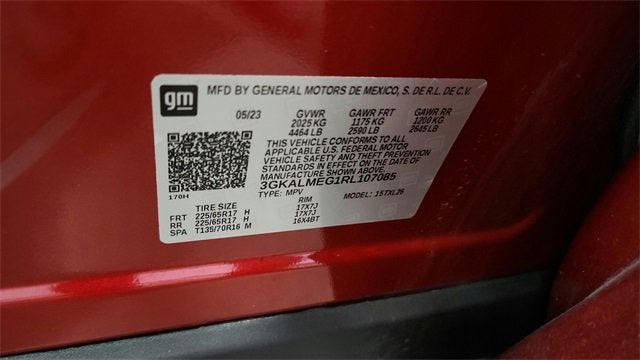 gm
MFD BY GENERAL MOTORS DE MEXICO, S. DE R.L. DE C.V.
05/23 GVWR GAWR FRT GAWR RR
2025 KG 1175 KG 1200 KG
4464 LB 2590 LB 2645 LB
THIS VEHICLE CONFORMS TO ALL
APPLICABLE U.S. FEDERAL MOTOR
VEHICLE SAFETY AND THEFT PREVENTION
STANDARDS IN EFFECT ON THE DATE OF
MANUFACTURE SHOWN ABOVE.
3GKALMEG1RL107085
170H TYPE: MPV MODEL: 1STXL26
TIRE SIZE RIM
FRT 225/65R17 H 17X7J
RR 225/65R17 H 17X7J
SPA T135/70R16 M 16X4BT